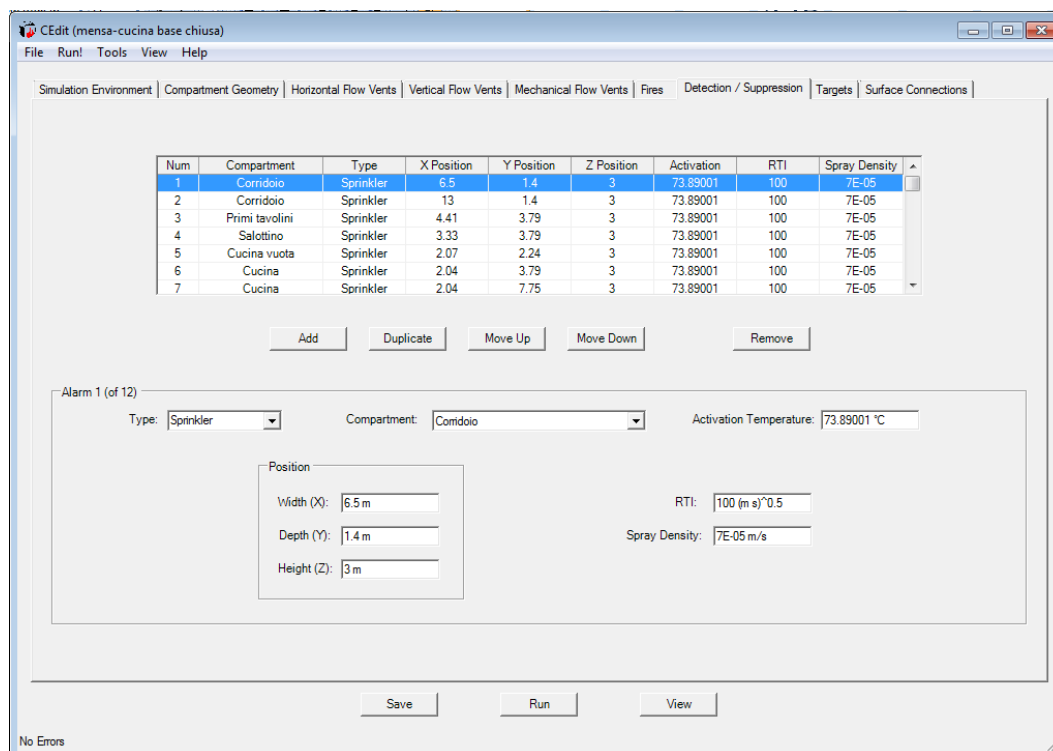 CEdit (mensa-cucina base chiusa)
File Run! Tools View Help
Simulation Environment Compartment Geometry Horizontal Flow Vents Vertical Flow Vents Mechanical Flow Vents Fires Detection / Suppression Targets Surface Connections
Num Compartment Type X Position Y Position Z Position Activation RTI Spray Density
1 Corridoio Sprinkler 6.5 1.4 3 73.89001 100 7E-05
2 Corridoio Sprinkler 13 1.4 3 73.89001 100 7E-05
3 Primi tavolini Sprinkler 4.41 3.79 3 73.89001 100 7E-05
4 Salottino Sprinkler 3.33 3.79 3 73.89001 100 7E-05
5 Cucina vuota Sprinkler 2.07 2.24 3 73.89001 100 7E-05
6 Cucina Sprinkler 2.04 3.79 3 73.89001 100 7E-05
7 Cucina Sprinkler 2.04 7.75 3 73.89001 100 7E-05
Add Duplicate Move Up Move Down Remove
Alarm 1 (of 12)
Type: Sprinkler Compartment: Corridoio Activation Temperature: 73.89001 °C
Position
Width (X): 6.5 m RTI: 100 (m s)^0.5
Depth (Y): 1.4 m Spray Density: 7E-05 m/s
Height (Z): 3 m
Save Run View
No Errors